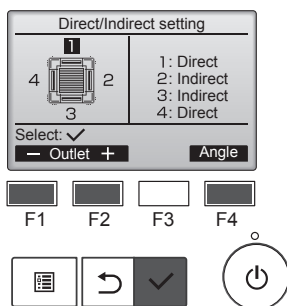 Direct/Indirect setting
1
4 2
3
1: Direct
2: Indirect
3: Indirect
4: Direct
Select: ✓
− Outlet + Angle
F1 F2 F3 F4